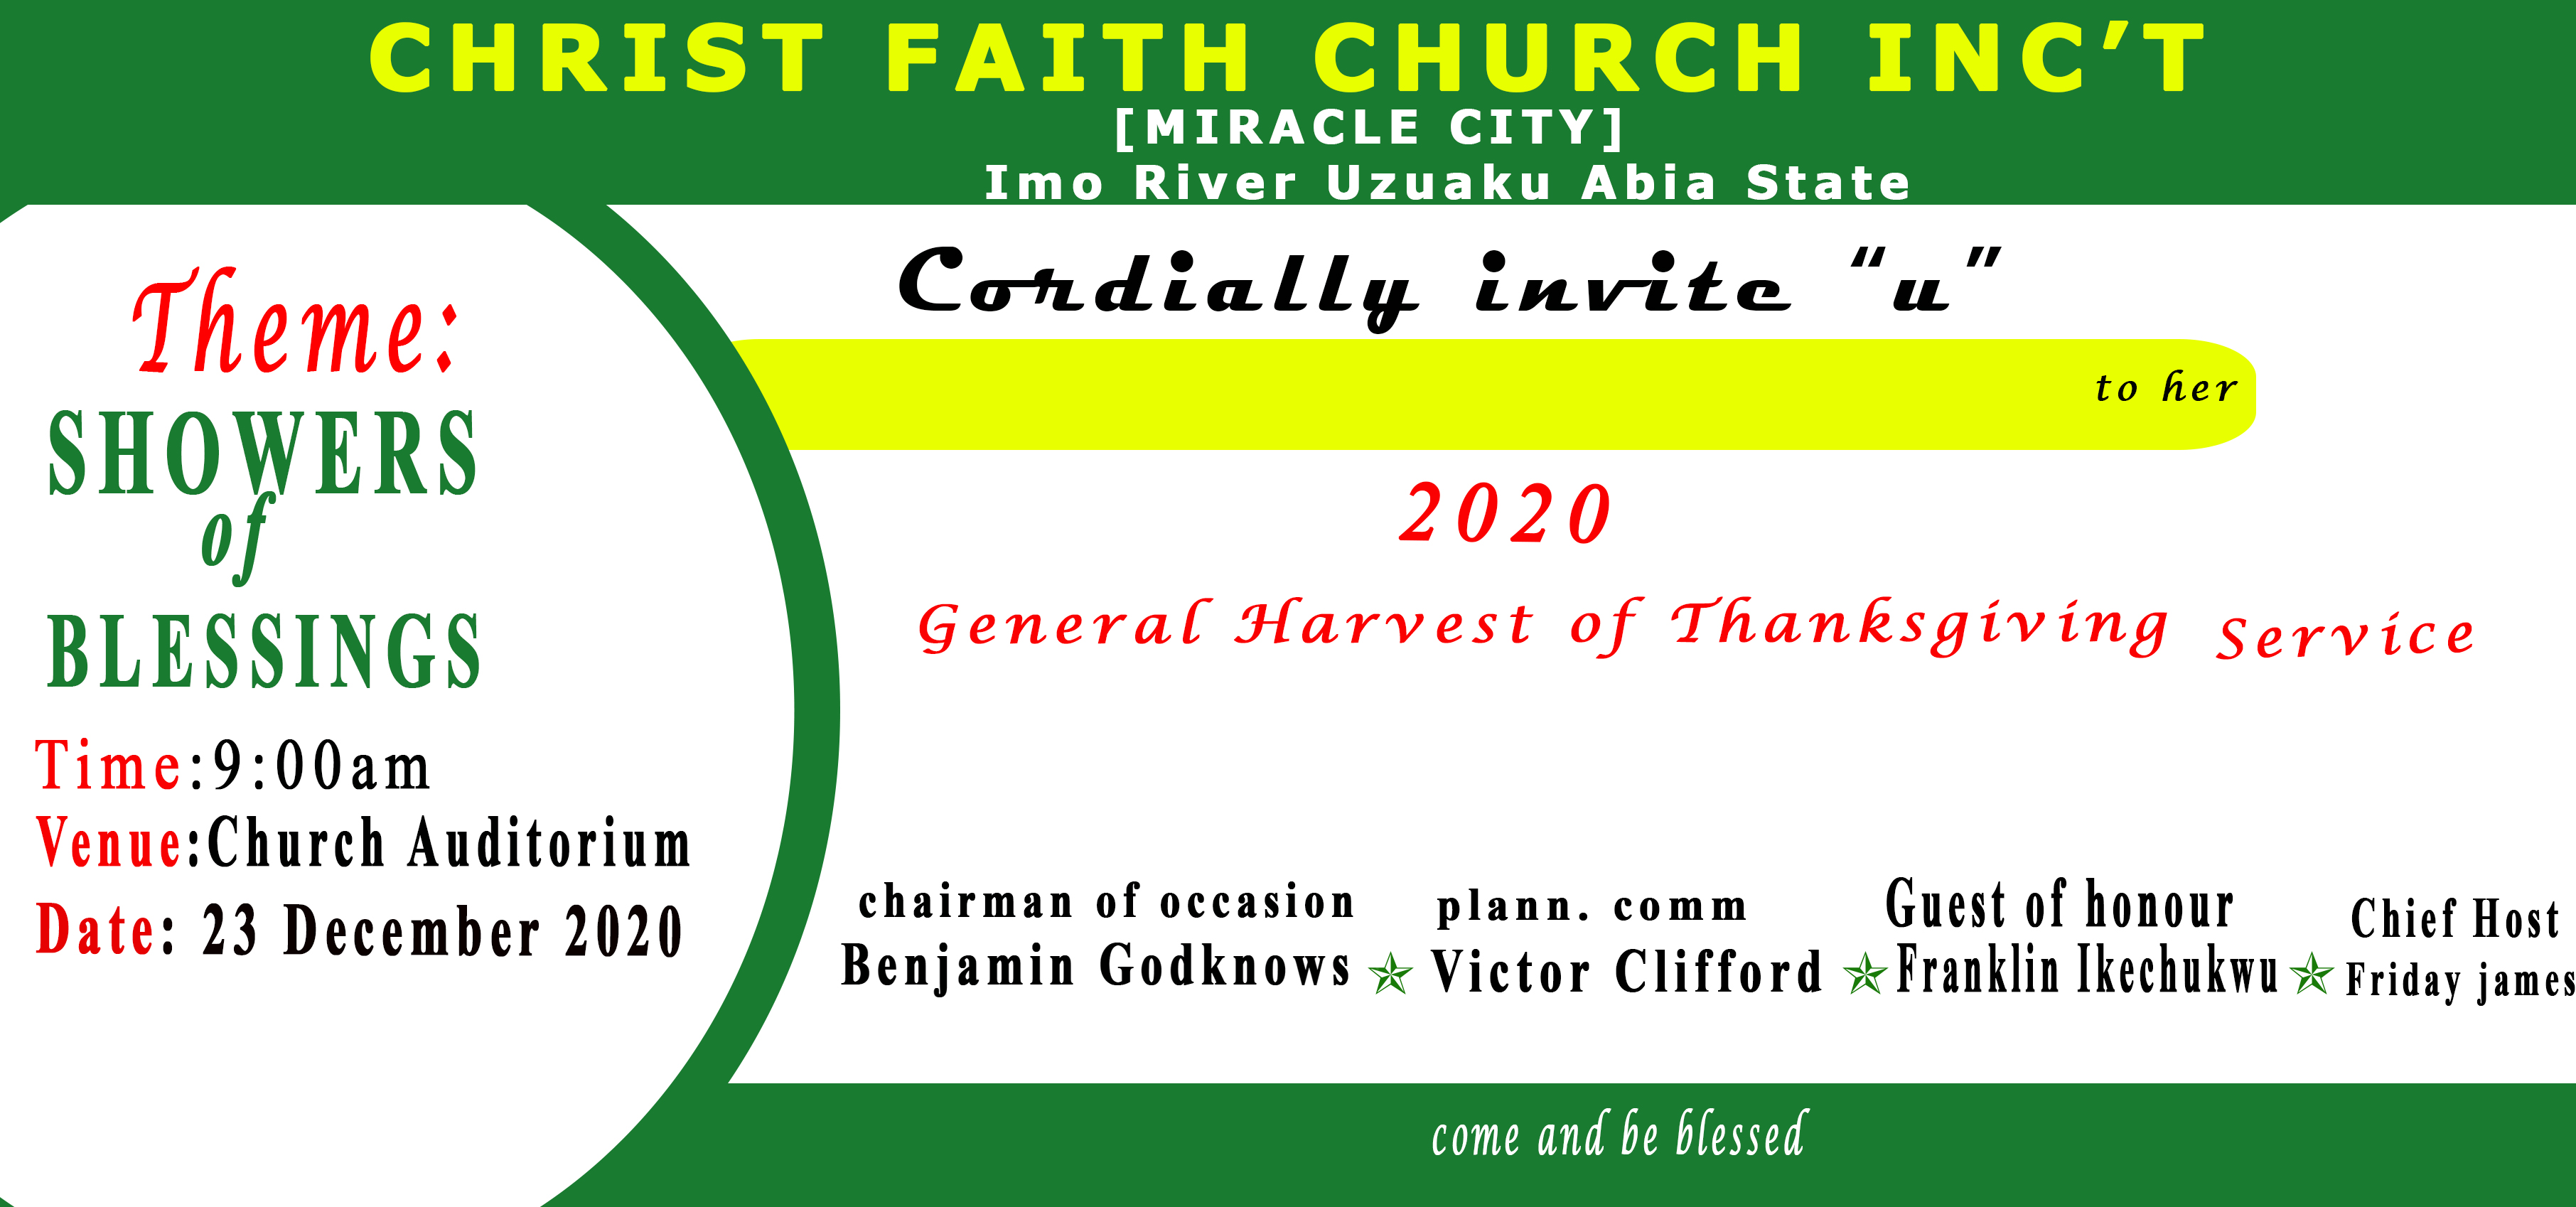 CHRIST FAITH CHURCH INC’T
[MIRACLE CITY]
Imo River Uzuaku Abia State
Theme:
SHOWERS
of
BLESSINGS
Time:9:00am
Venue:Church Auditorium
Date: 23 December 2020
Cordially invite “u”
to her
2020
General Harvest of Thanksgiving Service
chairman of occasion
Benjamin Godknows
plann. comm
Victor Clifford
Guest of honour
Franklin Ikechukwu
Chief Host
Friday james
come and be blessed